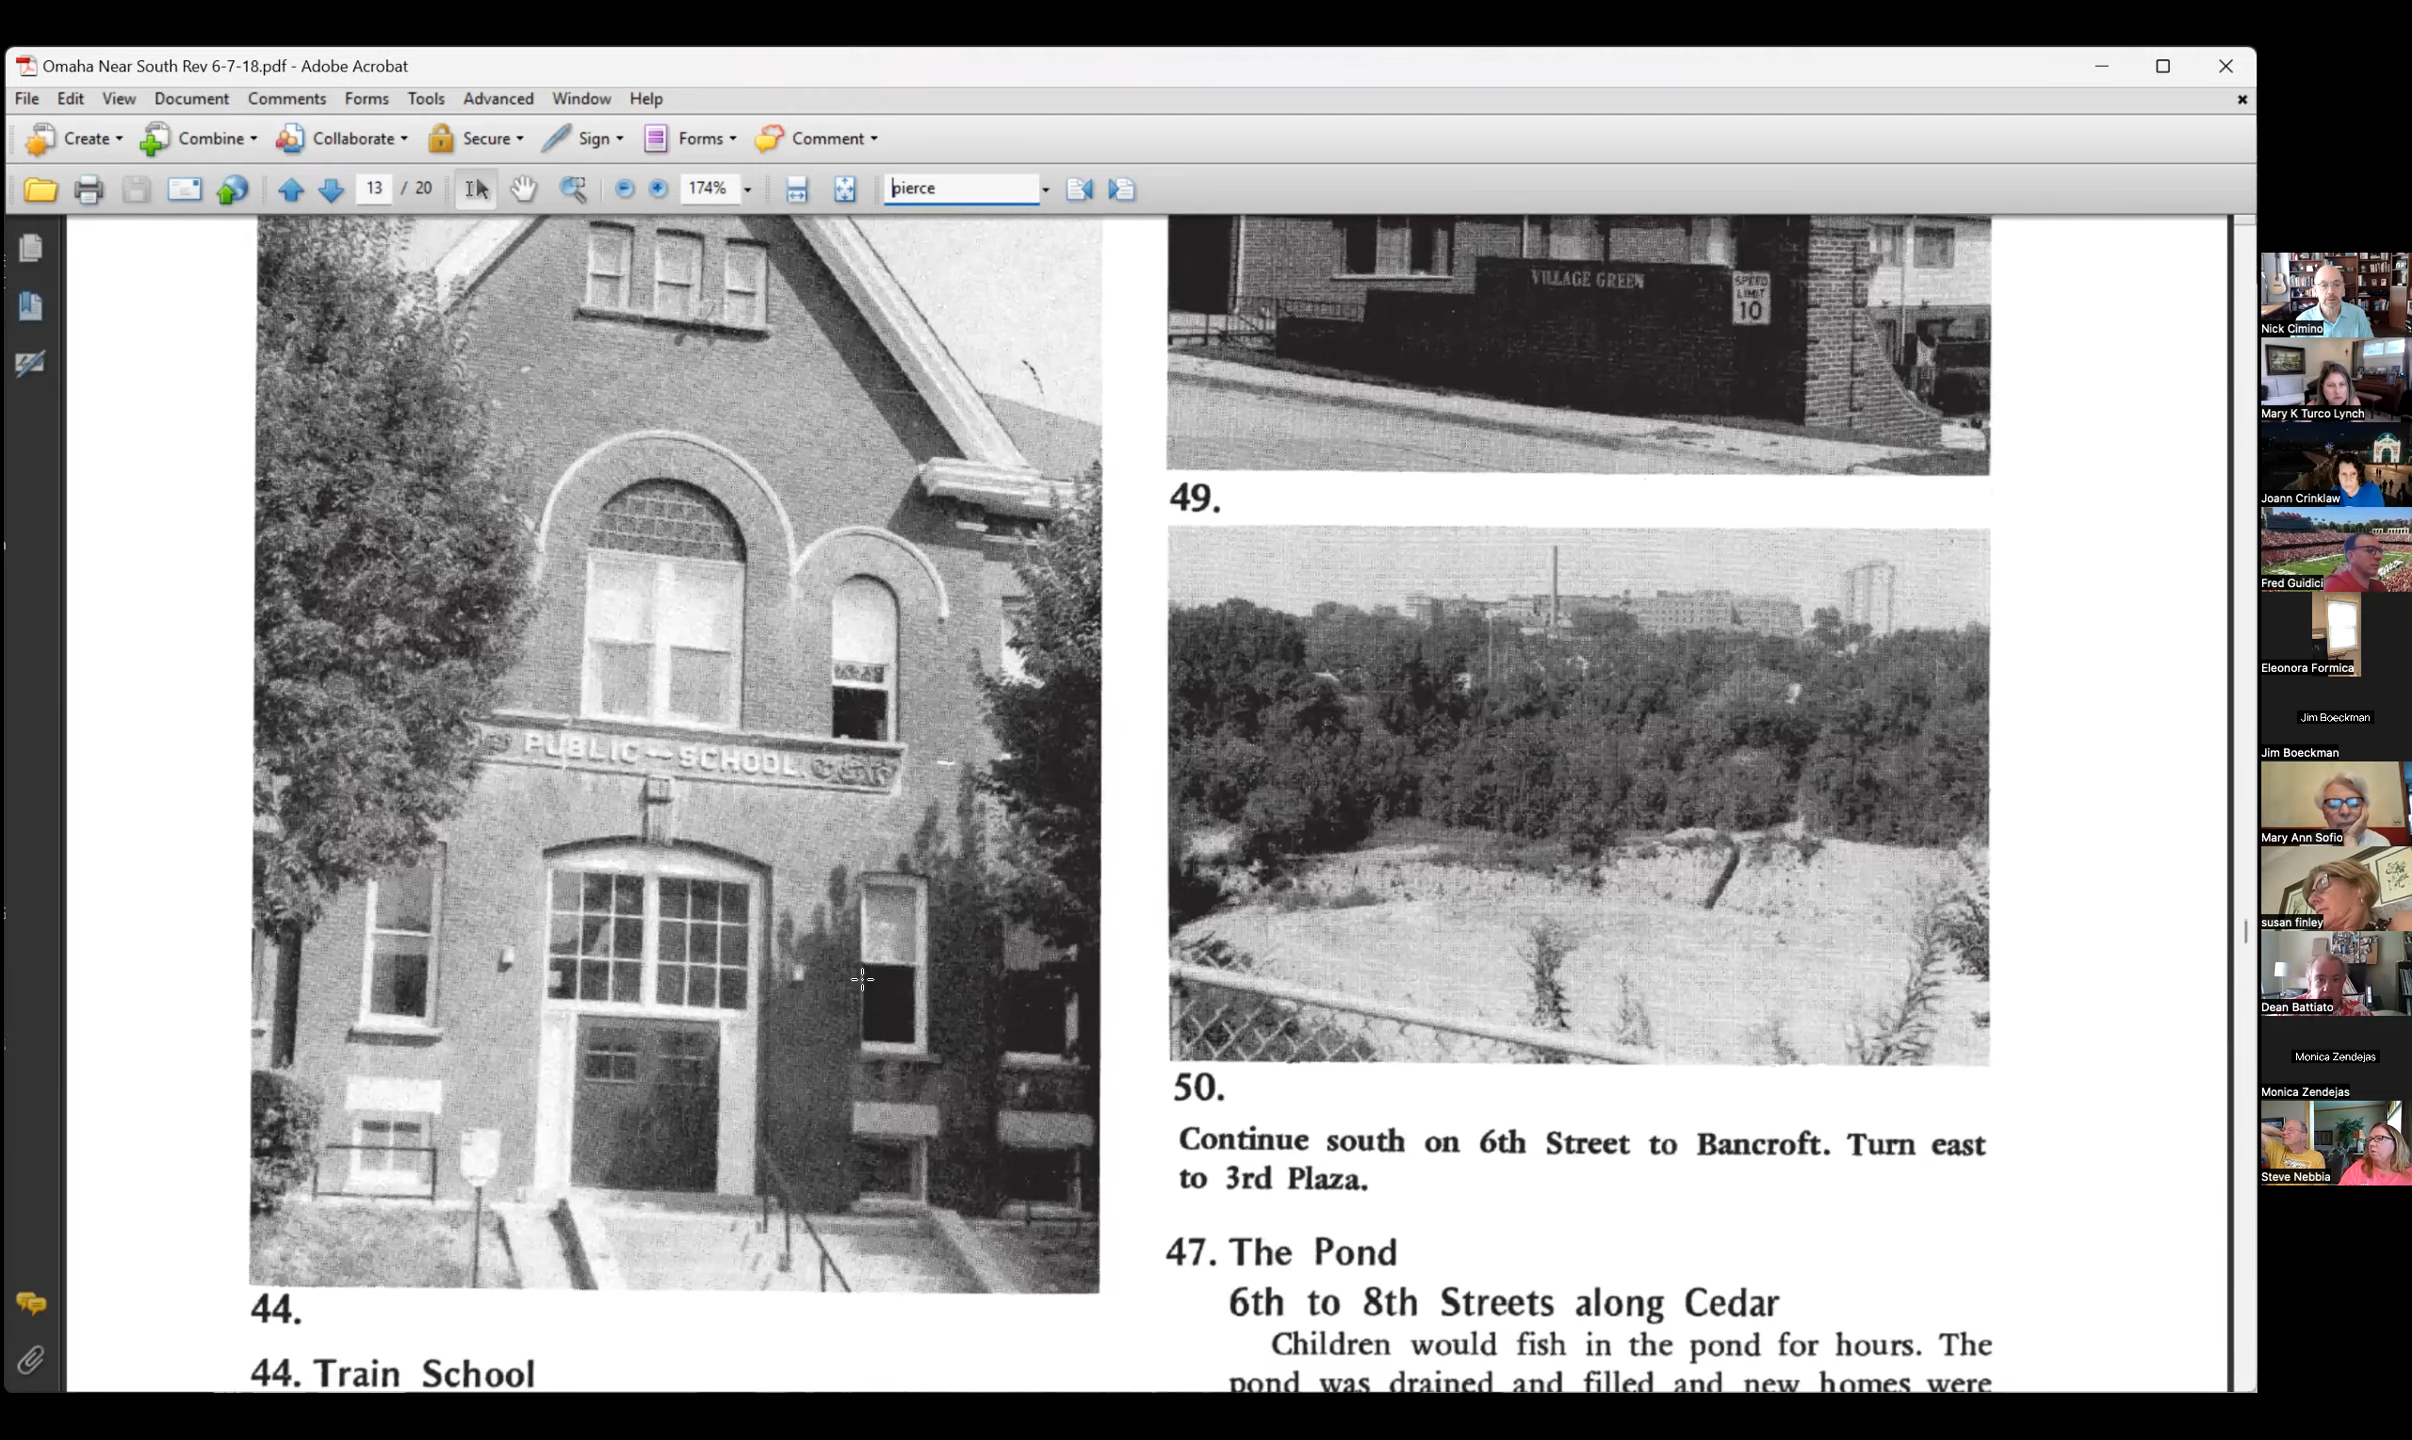 Omaha Near South Rev 6-7-18.pdf - Adobe Acrobat
File Edit View Document Comments Forms Tools Advanced Window Help
Create Combine Collaborate Secure Sign Forms Comment
13 / 20 174% pierce
PUBLIC — SCHOOL.
44.
44. Train School
VILLAGE GREEN
SPEED
LIMIT
10
49.
50.
Continue south on 6th Street to Bancroft. Turn east
to 3rd Plaza.
47. The Pond
6th to 8th Streets along Cedar
Children would fish in the pond for hours. The
pond was drained and filled and new homes were
Nick Cimino
Mary K Turco Lynch
Joann Crinklaw
Fred Guidici
Eleonora Formica
Jim Boeckman
Jim Boeckman
Mary Ann Sofio
susan finley
Dean Battiato
Monica Zendejas
Monica Zendejas
Steve Nebbia